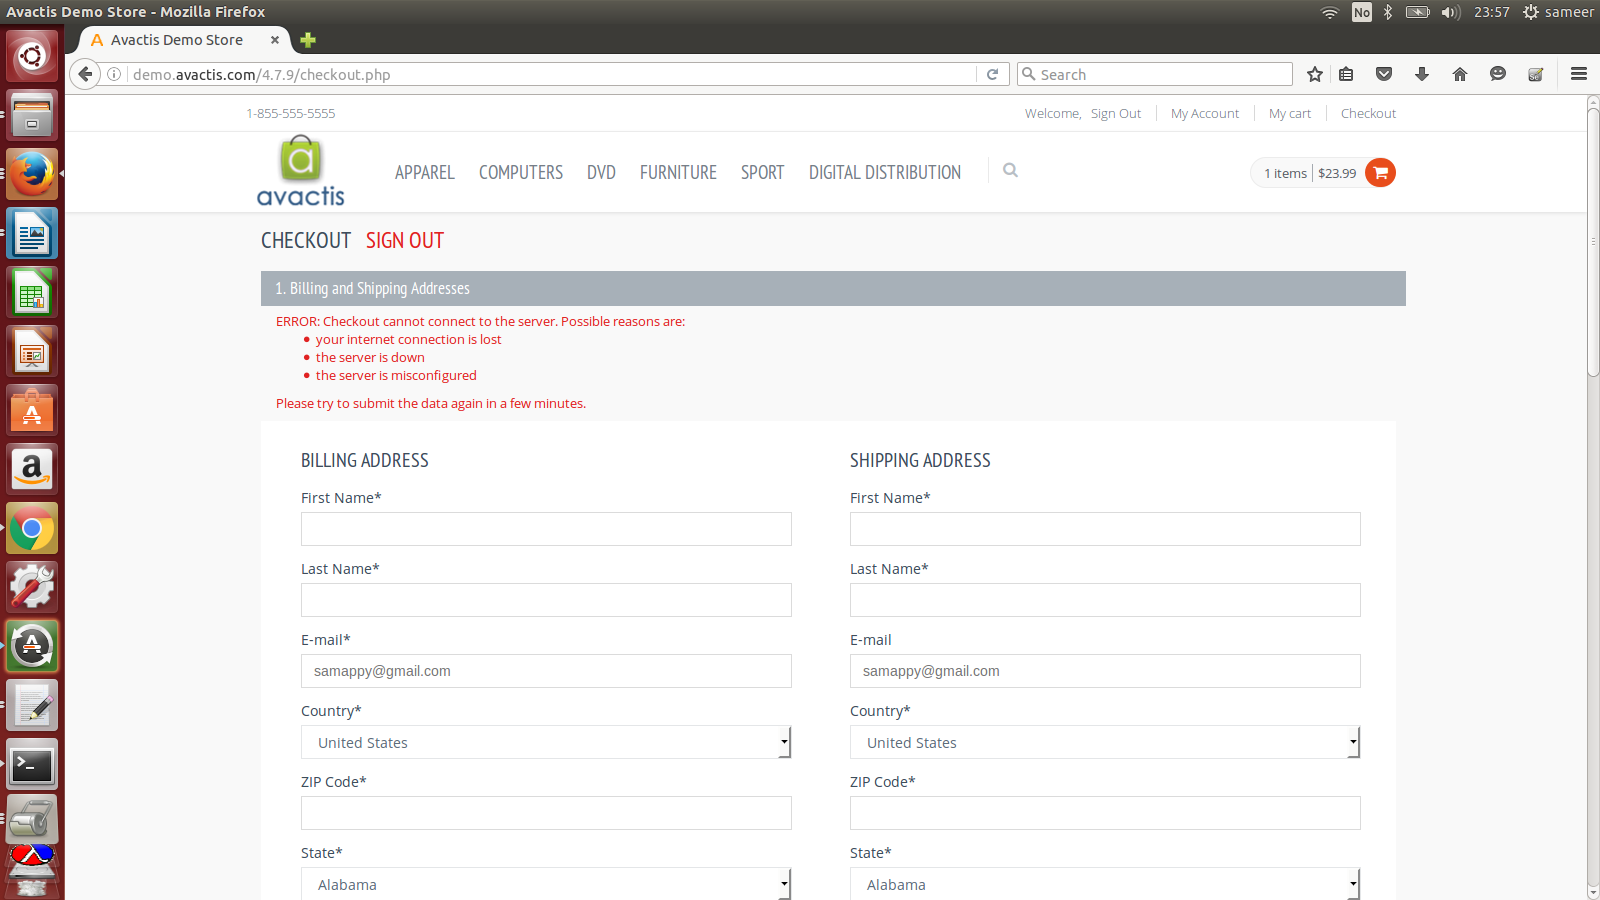 Avactis Demo Store - Mozilla Firefox
No
23:57
sameer
Avactis Demo Store
demo.avactis.com/4.7.9/checkout.php
Search
1-855-555-5555
Welcome, Sign Out
My Account
My cart
Checkout
avactis
APPAREL
COMPUTERS
DVD
FURNITURE
SPORT
DIGITAL DISTRIBUTION
1 items
$23.99
CHECKOUT SIGN OUT
1. Billing and Shipping Addresses
ERROR: Checkout cannot connect to the server. Possible reasons are:
your internet connection is lost
the server is down
the server is misconfigured
Please try to submit the data again in a few minutes.
BILLING ADDRESS
First Name*
Last Name*
E-mail*
samappy@gmail.com
Country*
United States
ZIP Code*
State*
Alabama
SHIPPING ADDRESS
First Name*
Last Name*
E-mail
samappy@gmail.com
Country*
United States
ZIP Code*
State*
Alabama